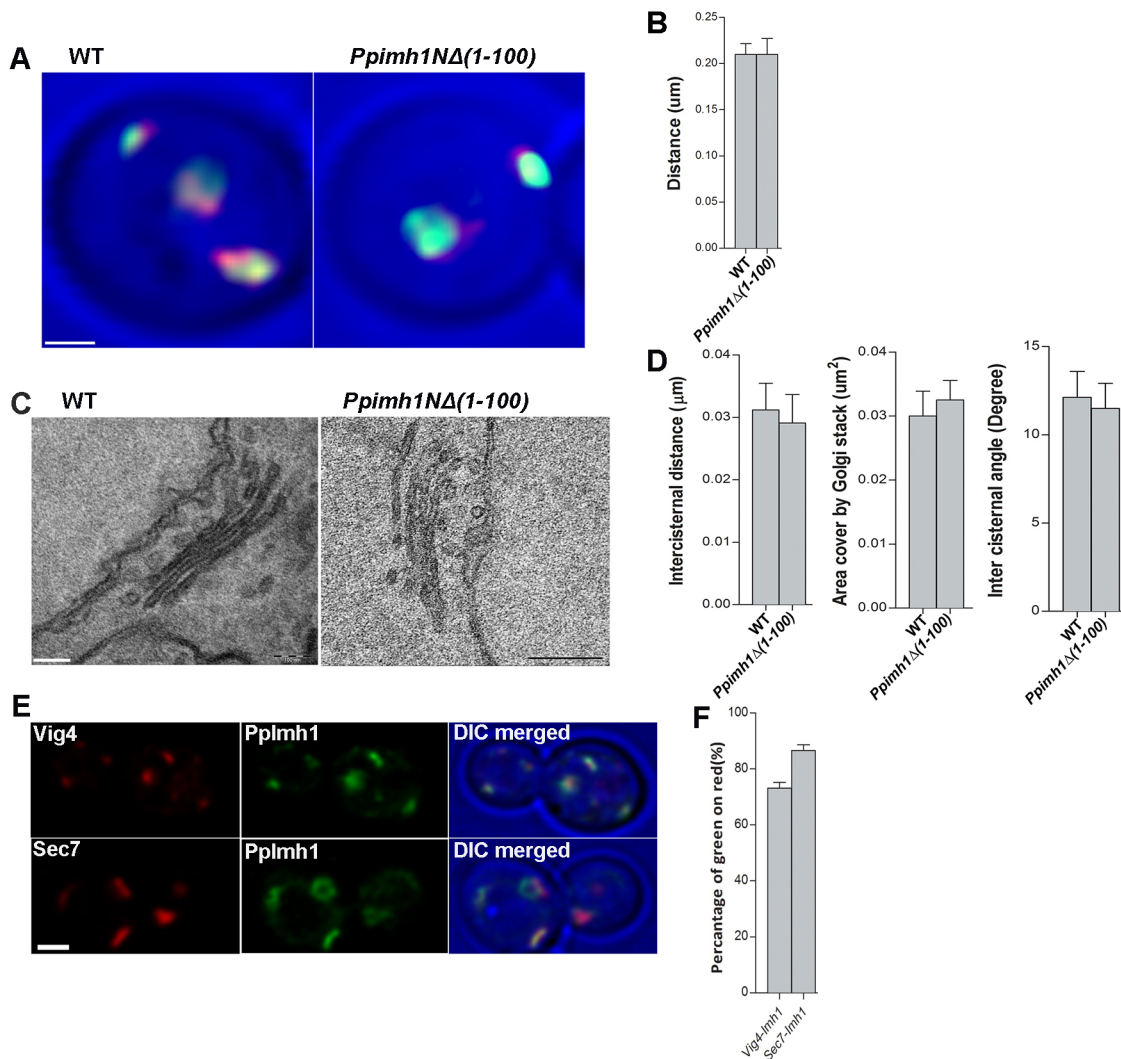 A
WT
Ppimh1NΔ(1-100)
B
Distance (um)
0.25
0.20
0.15
0.10
0.05
0.00
WT
Ppimh1Δ(1-100)
C
WT
Ppimh1NΔ(1-100)
D
Intercisternal distance (μm)
0.04
0.03
0.02
0.01
0.00
WT
Ppimh1Δ(1-100)
Area cover by Golgi stack (um²)
0.04
0.03
0.02
0.01
0.00
WT
Ppimh1Δ(1-100)
Inter cisternal angle (Degree)
15
10
5
0
WT
Ppimh1Δ(1-100)
E
Vig4
PpImh1
DIC merged
Sec7
PpImh1
DIC merged
F
Percantage of green on red(%)
100
80
60
40
20
0
Vig4-Imh1
Sec7-Imh1